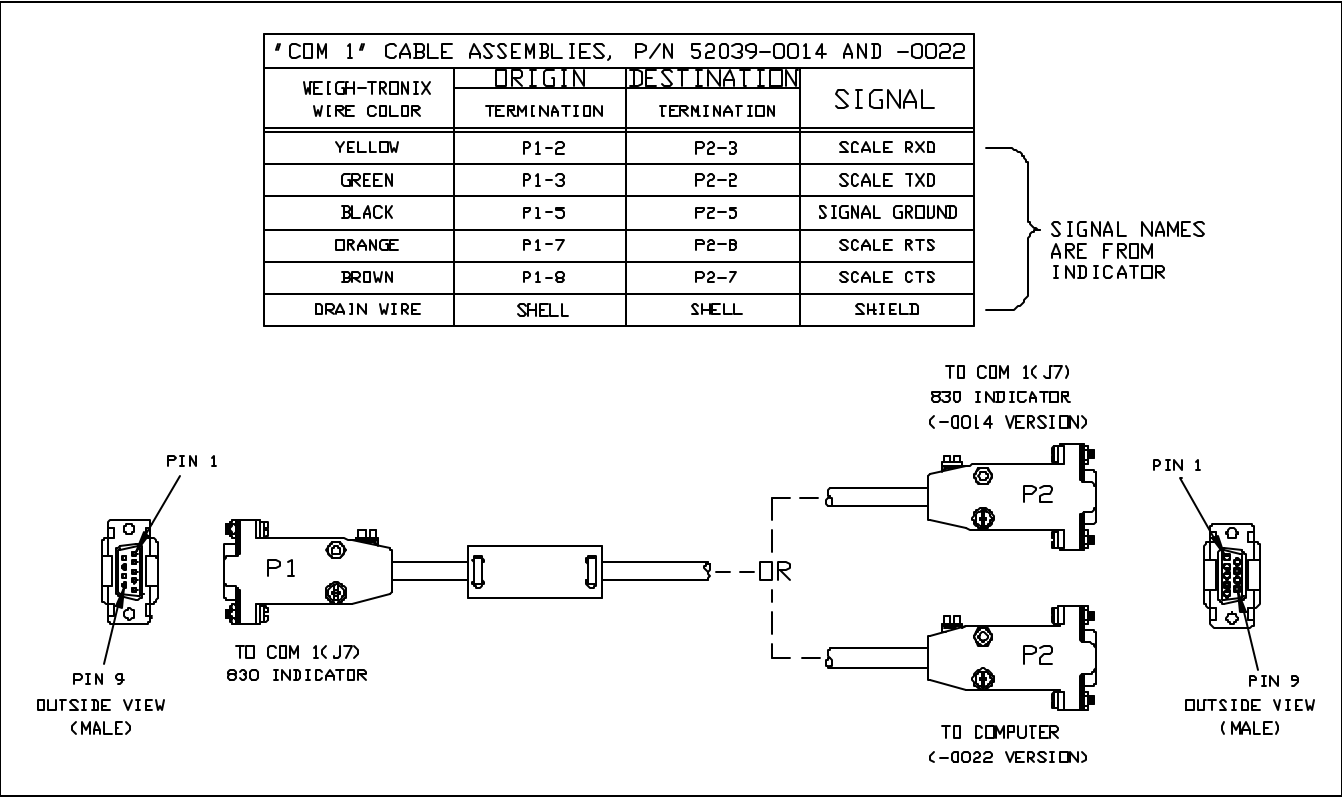 "COM 1" CABLE ASSEMBLIES, P/N 52039-0014 AND -0022
WEIGH-TRONIX WIRE COLOR ORIGIN TERMINATION DESTINATION TERMINATION SIGNAL
YELLOW P1-2 P2-3 SCALE RXD
GREEN P1-3 P2-2 SCALE TXD
BLACK P1-5 P2-5 SIGNAL GROUND
ORANGE P1-7 P2-8 SCALE RTS
BROWN P1-8 P2-7 SCALE CTS
DRAIN WIRE SHELL SHELL SHIELD
SIGNAL NAMES
ARE FROM
INDICATOR
TO COM 1(J7)
830 INDICATOR
(-0014 VERSION)
PIN 1
PIN 1
P2
P1
OR
P2
TO COM 1(J7)
830 INDICATOR
PIN 9
OUTSIDE VIEW
(MALE)
PIN 9
OUTSIDE VIEW
(MALE)
TO COMPUTER
(-0022 VERSION)